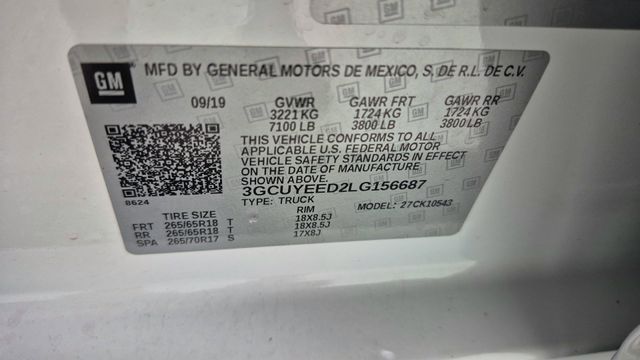 GM
MFD BY GENERAL MOTORS DE MEXICO, S. DE R.L. DE C.V.
09/19 GVWR GAWR FRT GAWR RR
3221 KG 1724 KG 1724 KG
7100 LB 3800 LB 3800 LB
THIS VEHICLE CONFORMS TO ALL
APPLICABLE U.S. FEDERAL MOTOR
VEHICLE SAFETY STANDARDS IN EFFECT
ON THE DATE OF MANUFACTURE
SHOWN ABOVE.
8624
3GCUYEED2LG156687
TYPE: TRUCK MODEL: 27CK10543
TIRE SIZE RIM
FRT 265/65R18 T 18X8.5J
RR 265/65R18 T 18X8.5J
SPA 265/70R17 S 17X8J